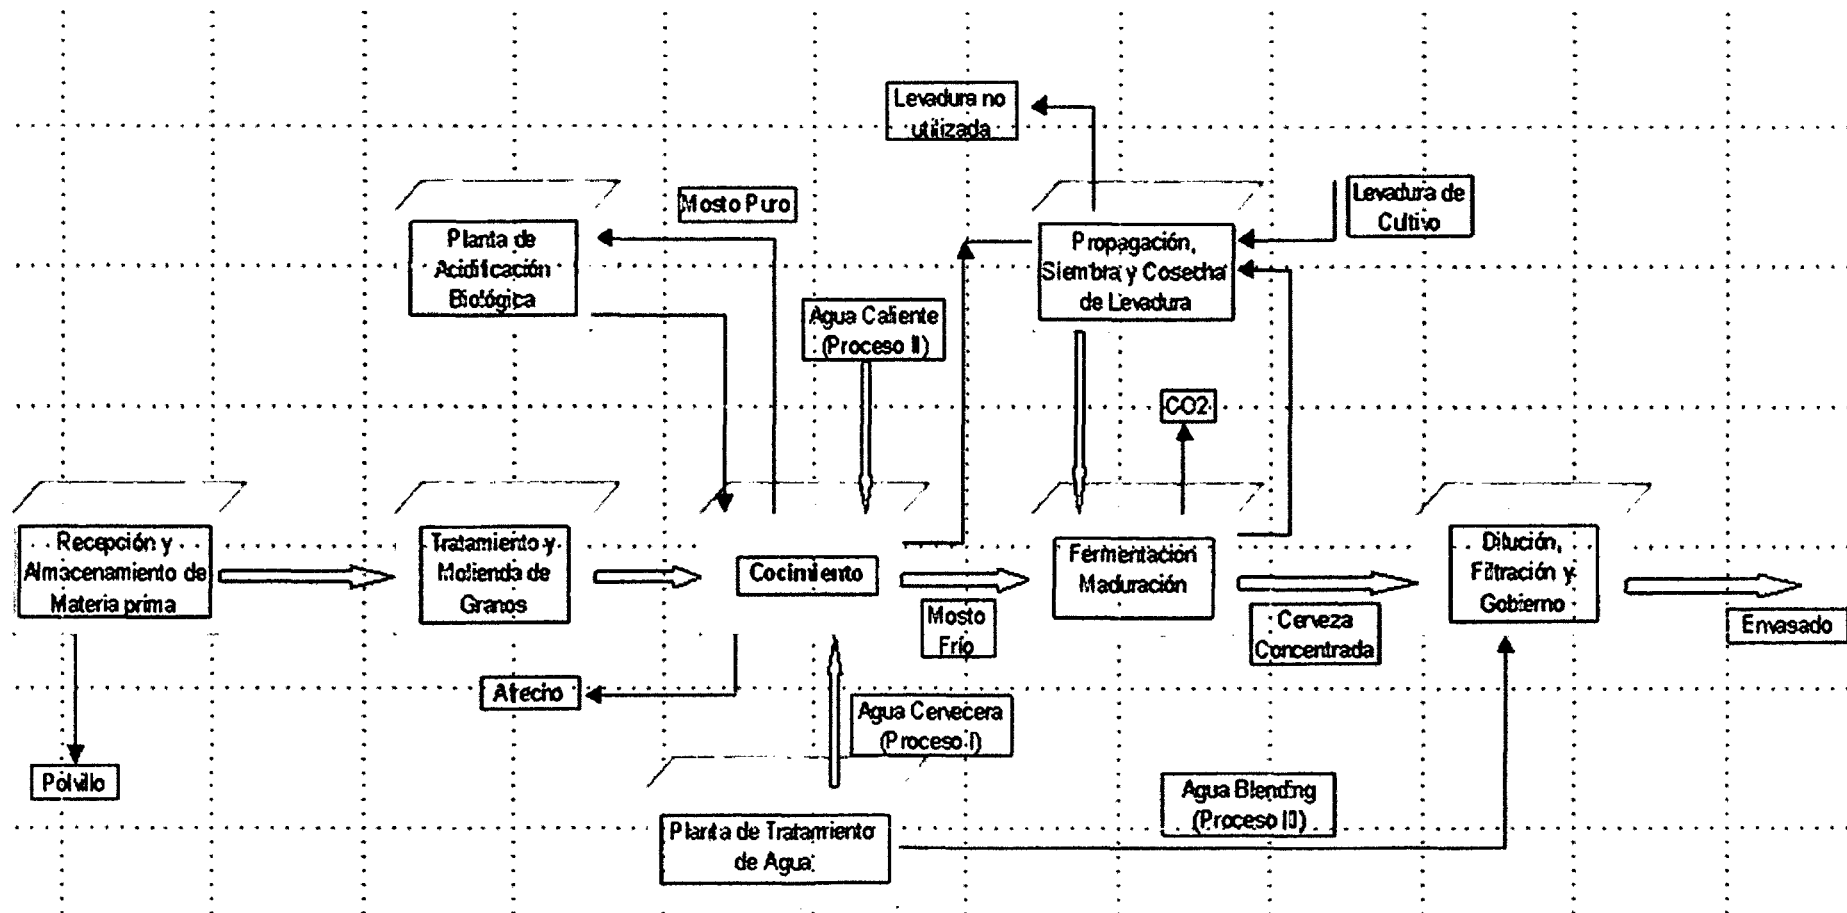 Levadura no
utilizada
Mosto Puro
Levadura de
Cultivo
Planta de
Acidificación
Biológica
Propagación,
Siembra y Cosecha
de Levadura
Agua Caliente
(Proceso II)
CO2
Recepción y
Almacenamiento de
Materia prima
Tratamiento y
Molienda de
Granos
Cocimiento
Fermentación
Maduración
Dilución,
Filtración y
Gobierno
Mosto
Frío
Cerveza
Concentrada
Envasado
Afrecho
Agua Cervecera
(Proceso I)
Polvillo
Agua Blending
(Proceso III)
Planta de Tratamiento
de Agua